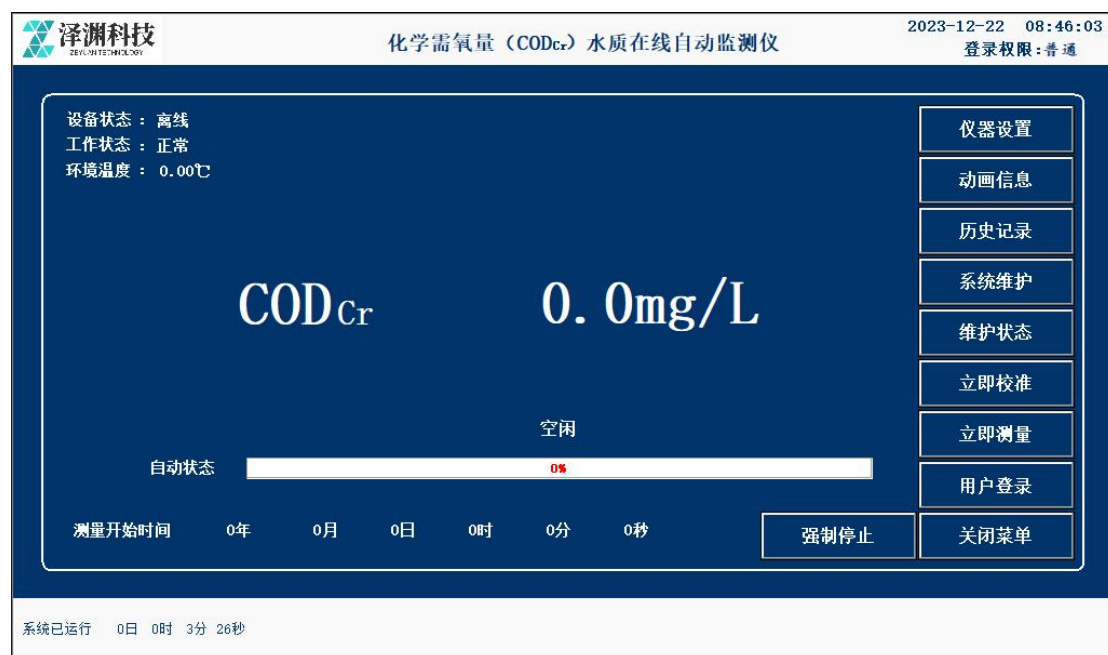 泽渊科技
ZEYUAN TECHNOLOGY
化学需氧量（CODCr）水质在线自动监测仪
2023-12-22 08:46:03
登录权限:普通
设备状态： 离线
工作状态： 正常
环境温度： 0.00℃
CODCr 0.0mg/L
空闲
自动状态 0%
测量开始时间 0年 0月 0日 0时 0分 0秒
仪器设置
动画信息
历史记录
系统维护
维护状态
立即校准
立即测量
用户登录
强制停止 关闭菜单
系统已运行 0日 0时 3分 26秒